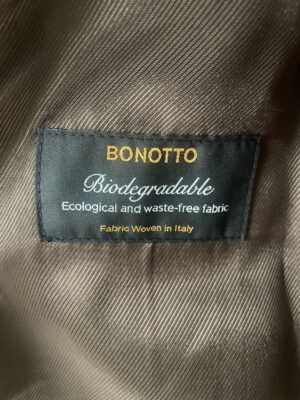 BONOTTO
Biodegradable
Ecological and waste-free fabric
Fabric Woven in Italy